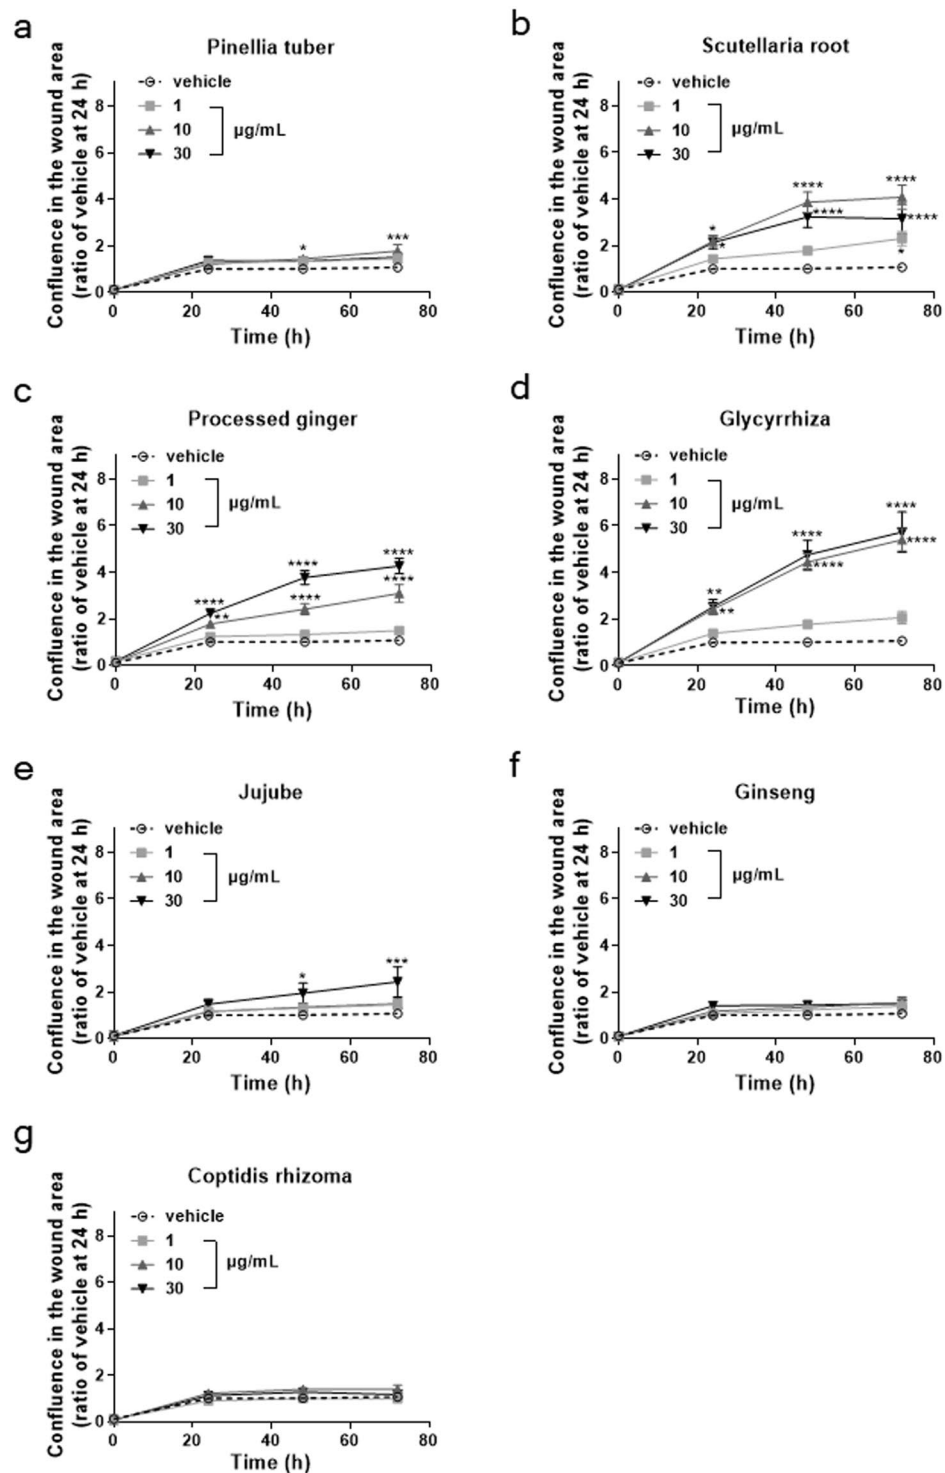 a
Pinellia tuber
Confluence in the wound area
(ratio of vehicle at 24 h)
vehicle
1
10
30
µg/mL
8
6
4
2
0
* ***
0 20 40 60 80
Time (h)
b
Scutellaria root
Confluence in the wound area
(ratio of vehicle at 24 h)
vehicle
1
10
30
µg/mL
8
6
4
2
0
* **** ****
* **** ****
*
0 20 40 60 80
Time (h)
c
Processed ginger
Confluence in the wound area
(ratio of vehicle at 24 h)
vehicle
1
10
30
µg/mL
8
6
4
2
0
**** **** ****
** **** ****
0 20 40 60 80
Time (h)
d
Glycyrrhiza
Confluence in the wound area
(ratio of vehicle at 24 h)
vehicle
1
10
30
µg/mL
8
6
4
2
0
** **** ****
** **** ****
0 20 40 60 80
Time (h)
e
Jujube
Confluence in the wound area
(ratio of vehicle at 24 h)
vehicle
1
10
30
µg/mL
8
6
4
2
0
* ***
0 20 40 60 80
Time (h)
f
Ginseng
Confluence in the wound area
(ratio of vehicle at 24 h)
vehicle
1
10
30
µg/mL
8
6
4
2
0
0 20 40 60 80
Time (h)
g
Coptidis rhizoma
Confluence in the wound area
(ratio of vehicle at 24 h)
vehicle
1
10
30
µg/mL
8
6
4
2
0
0 20 40 60 80
Time (h)